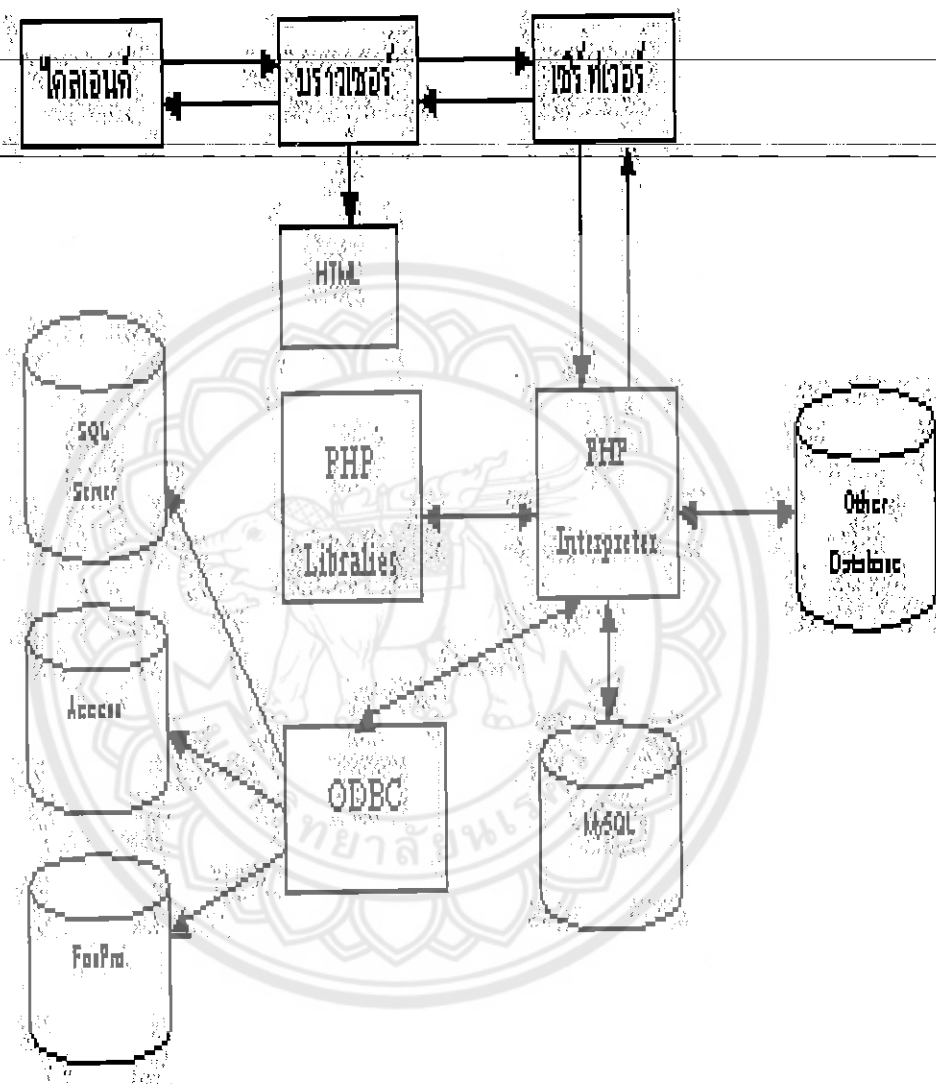 ไคลเอนต์
บราวเซอร์
เซิร์ฟเวอร์
HTML
SQL
Server
PHP
Libralies
PHP
Interpreter
Other
Database
Access
ODBC
MySQL
FoxPro